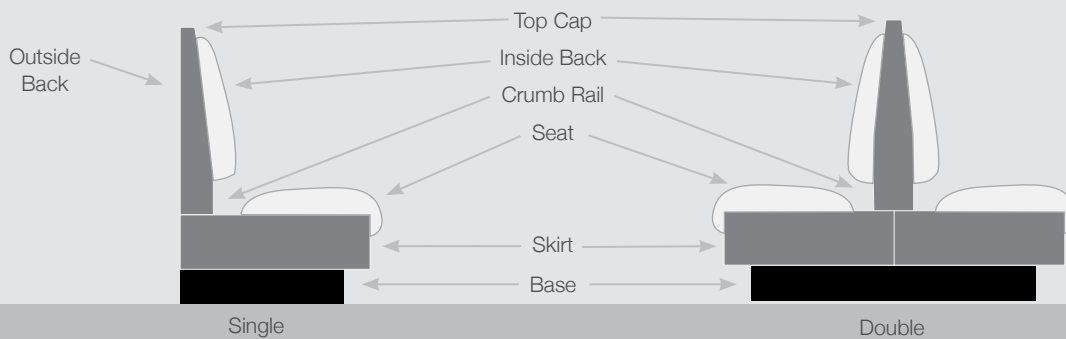 Top Cap
Outside
Back
Inside Back
Crumb Rail
Seat
Skirt
Base
Single
Double